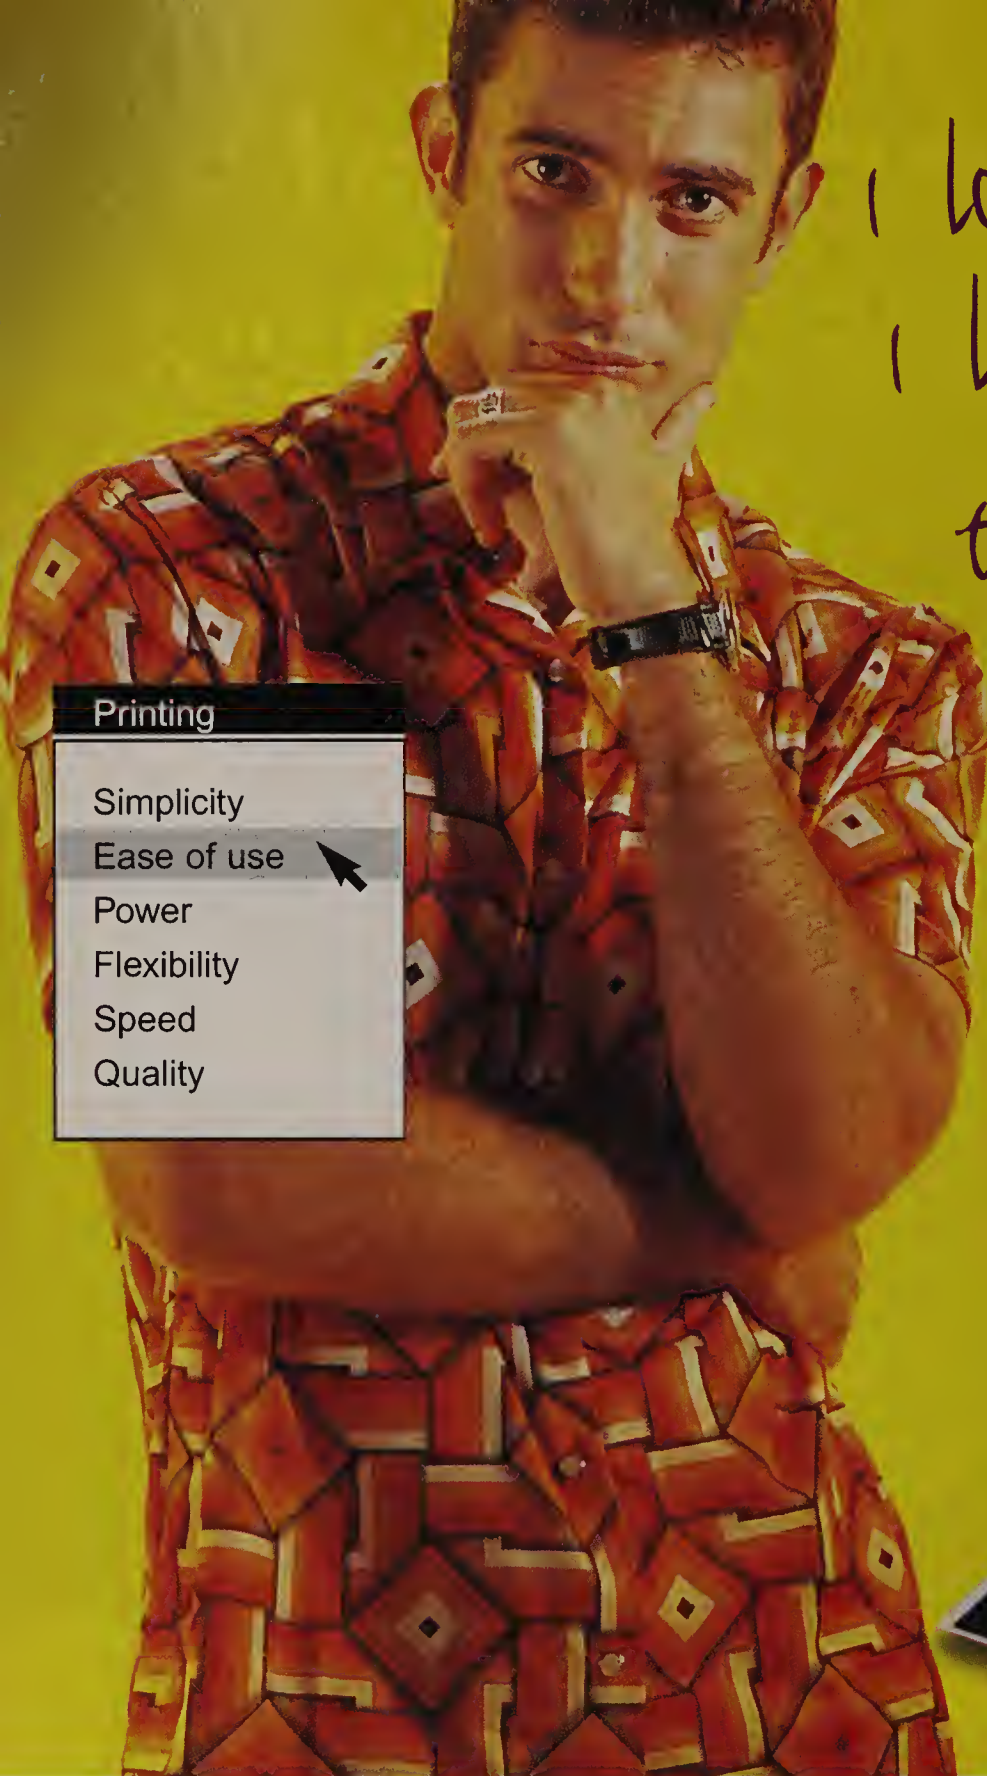 Printing
Simplicity
Ease of use
Power
Flexibility
Speed
Quality
i
i